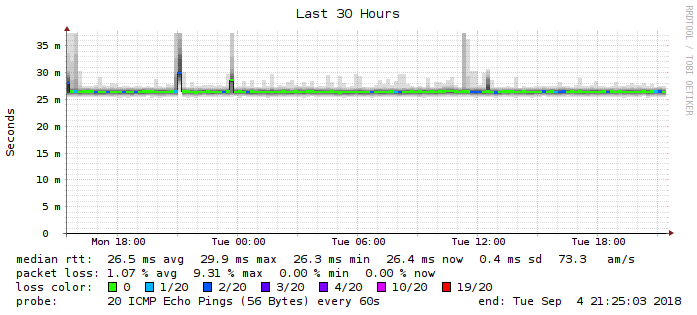 Last 30 Hours
RRDTOOL / TOBI OETIKER
Seconds
35 m
30 m
25 m
20 m
15 m
10 m
5 m
0
Mon 18:00 Tue 00:00 Tue 06:00 Tue 12:00 Tue 18:00
median rtt: 26.5 ms avg 29.9 ms max 26.3 ms min 26.4 ms now 0.4 ms sd 73.3 am/s
packet loss: 1.07 % avg 9.31 % max 0.00 % min 0.00 % now
loss color: 0 1/20 2/20 3/20 4/20 10/20 19/20
probe: 20 ICMP Echo Pings (56 Bytes) every 60s end: Tue Sep 4 21:25:03 2018